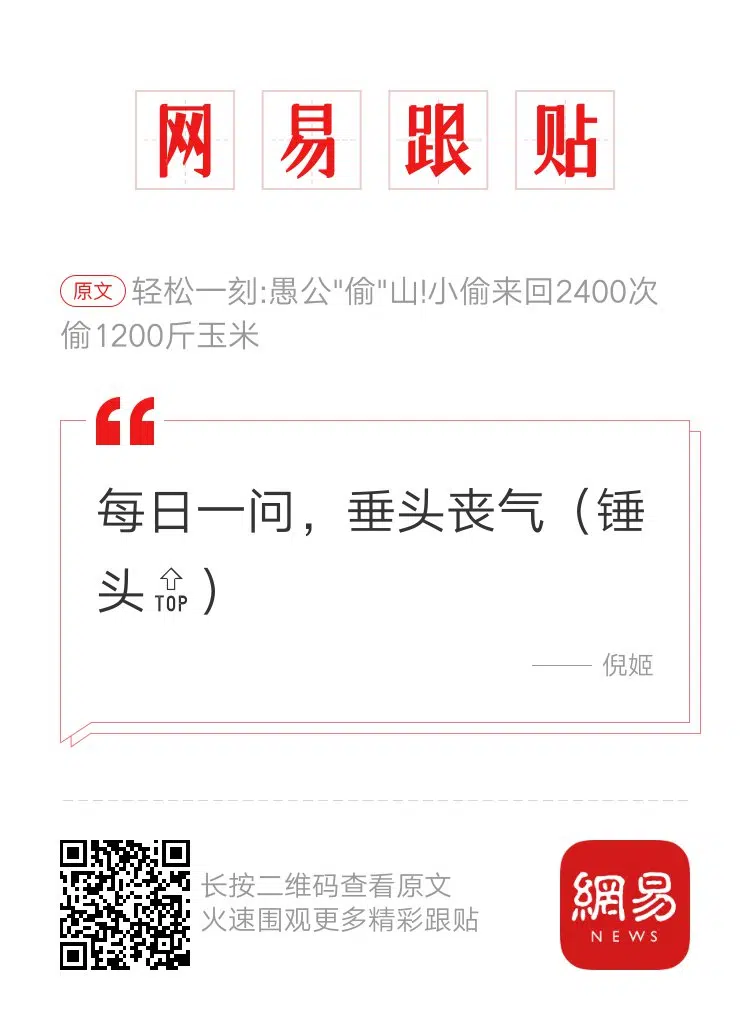 网易跟贴
原文 轻松一刻:愚公"偷"山!小偷来回2400次
偷1200斤玉米
每日一问，垂头丧气（锤
头🔝）
—— 倪姬
长按二维码查看原文
火速围观更多精彩跟贴
網易
NEWS